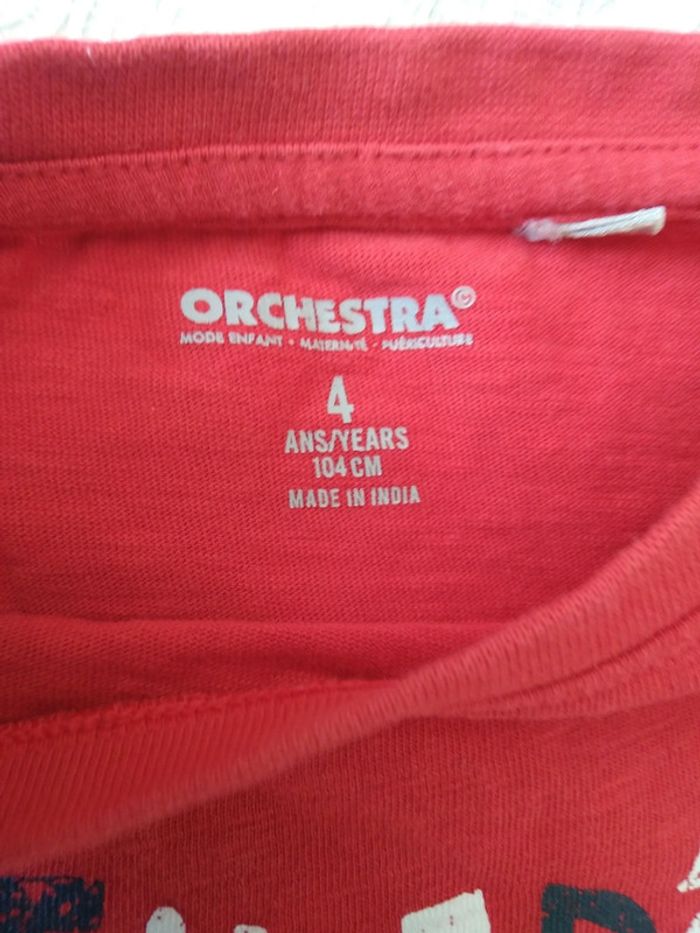 ORCHESTRA©
MODE ENFANT • MATERNITÉ • PUÉRICULTURE
4
ANS/YEARS
104 CM
MADE IN INDIA